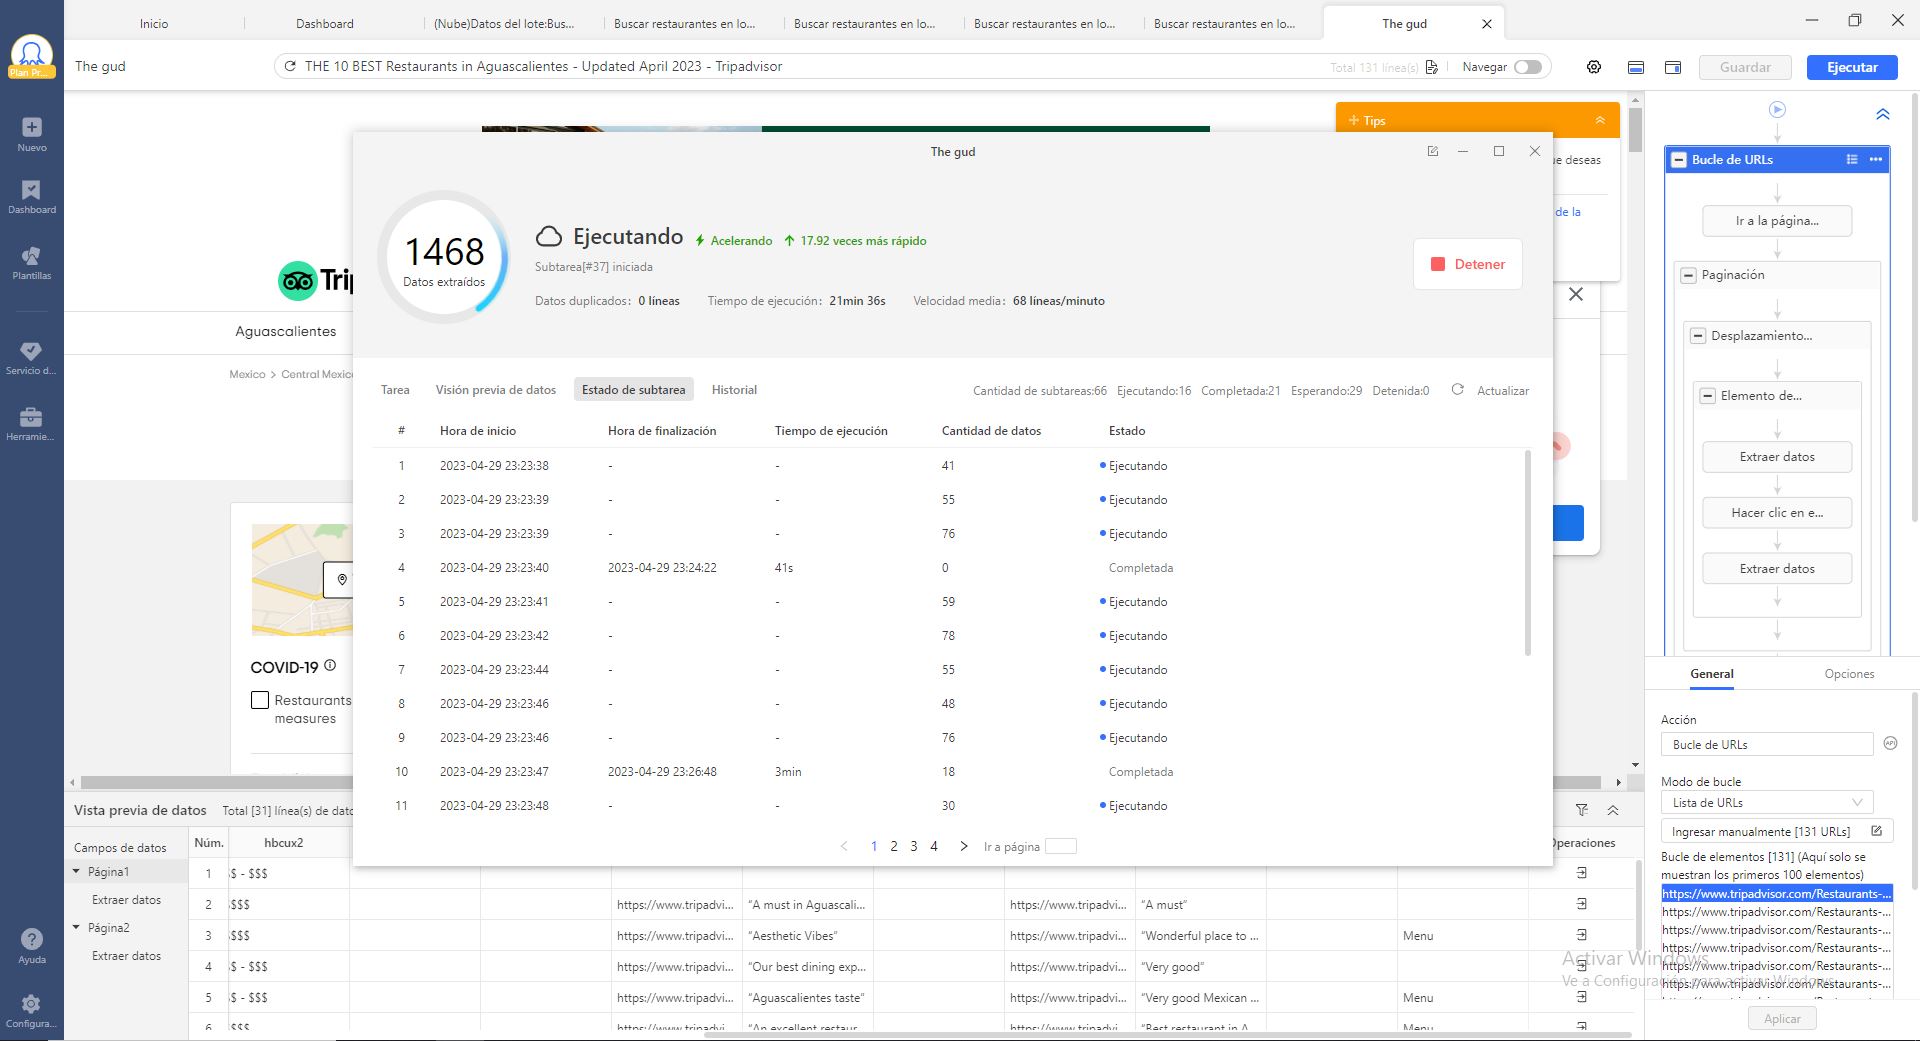 Inicio
Dashboard
(Nube)Datos del lote:Bus...
Buscar restaurantes en lo...
Buscar restaurantes en lo...
Buscar restaurantes en lo...
Buscar restaurantes en lo...
The gud
Plan Pr...
The gud
THE 10 BEST Restaurants in Aguascalientes - Updated April 2023 - Tripadvisor
Total 131 línea(s)
Navegar
Guardar
Ejecutar
Nuevo
Dashboard
Plantillas
Servicio d...
Herramie...
Ayuda
Configura...
Tips
ue deseas
de la
Trip
Aguascalientes
Mexico > Central Mexico
COVID-19
Restaurants
measures
The gud
1468
Datos extraídos
Ejecutando
Acelerando
17.92 veces más rápido
Subtarea[#37] iniciada
Datos duplicados: 0 líneas
Tiempo de ejecución: 21min 36s
Velocidad media: 68 líneas/minuto
Detener
Tarea
Visión previa de datos
Estado de subtarea
Historial
Cantidad de subtareas:66 Ejecutando:16 Completada:21 Esperando:29 Detenida:0
Actualizar
# Hora de inicio Hora de finalización Tiempo de ejecución Cantidad de datos Estado
1 2023-04-29 23:23:38 - - 41 Ejecutando
2 2023-04-29 23:23:39 - - 55 Ejecutando
3 2023-04-29 23:23:39 - - 76 Ejecutando
4 2023-04-29 23:23:40 2023-04-29 23:24:22 41s 0 Completada
5 2023-04-29 23:23:41 - - 59 Ejecutando
6 2023-04-29 23:23:42 - - 78 Ejecutando
7 2023-04-29 23:23:44 - - 55 Ejecutando
8 2023-04-29 23:23:46 - - 48 Ejecutando
9 2023-04-29 23:23:46 - - 76 Ejecutando
10 2023-04-29 23:23:47 2023-04-29 23:26:48 3min 18 Completada
11 2023-04-29 23:23:48 - - 30 Ejecutando
< 1 2 3 4 > Ir a página
Bucle de URLs
Ir a la página...
Paginación
Desplazamiento...
Elemento de...
Extraer datos
Hacer clic en e...
Extraer datos
General
Opciones
Acción
Bucle de URLs
API
Modo de bucle
Lista de URLs
Ingresar manualmente [131 URLs]
Bucle de elementos [131] (Aquí solo se
muestran los primeros 100 elementos)
https://www.tripadvisor.com/Restaurants-...
https://www.tripadvisor.com/Restaurants-...
https://www.tripadvisor.com/Restaurants-...
https://www.tripadvisor.com/Restaurants-...
https://www.tripadvisor.com/Restaurants-...
https://www.tripadvisor.com/Restaurants-...
Aplicar
Activar Windows
Ve a Configuración para activar Windows.
Vista previa de datos
Total [31] línea(s) de dato
Campos de datos
Página1
Extraer datos
Página2
Extraer datos
Núm. hbcux2
Operaciones
1 $ - $$$
2 $$$ https://www.tripadvi... "A must in Aguascali... https://www.tripadvi... "A must"
3 $$$ https://www.tripadvi... "Aesthetic Vibes" https://www.tripadvi... "Wonderful place to ... Menu
4 $ - $$$ https://www.tripadvi... "Our best dining exp... https://www.tripadvi... "Very good"
5 $ - $$$ https://www.tripadvi... "Aguascalientes taste" https://www.tripadvi... "Very good Mexican ... Menu
6 $$$ https://www.tripadvi... "An excellent restaur... https://www.tripadvi... "Best restaurant in A... Menu